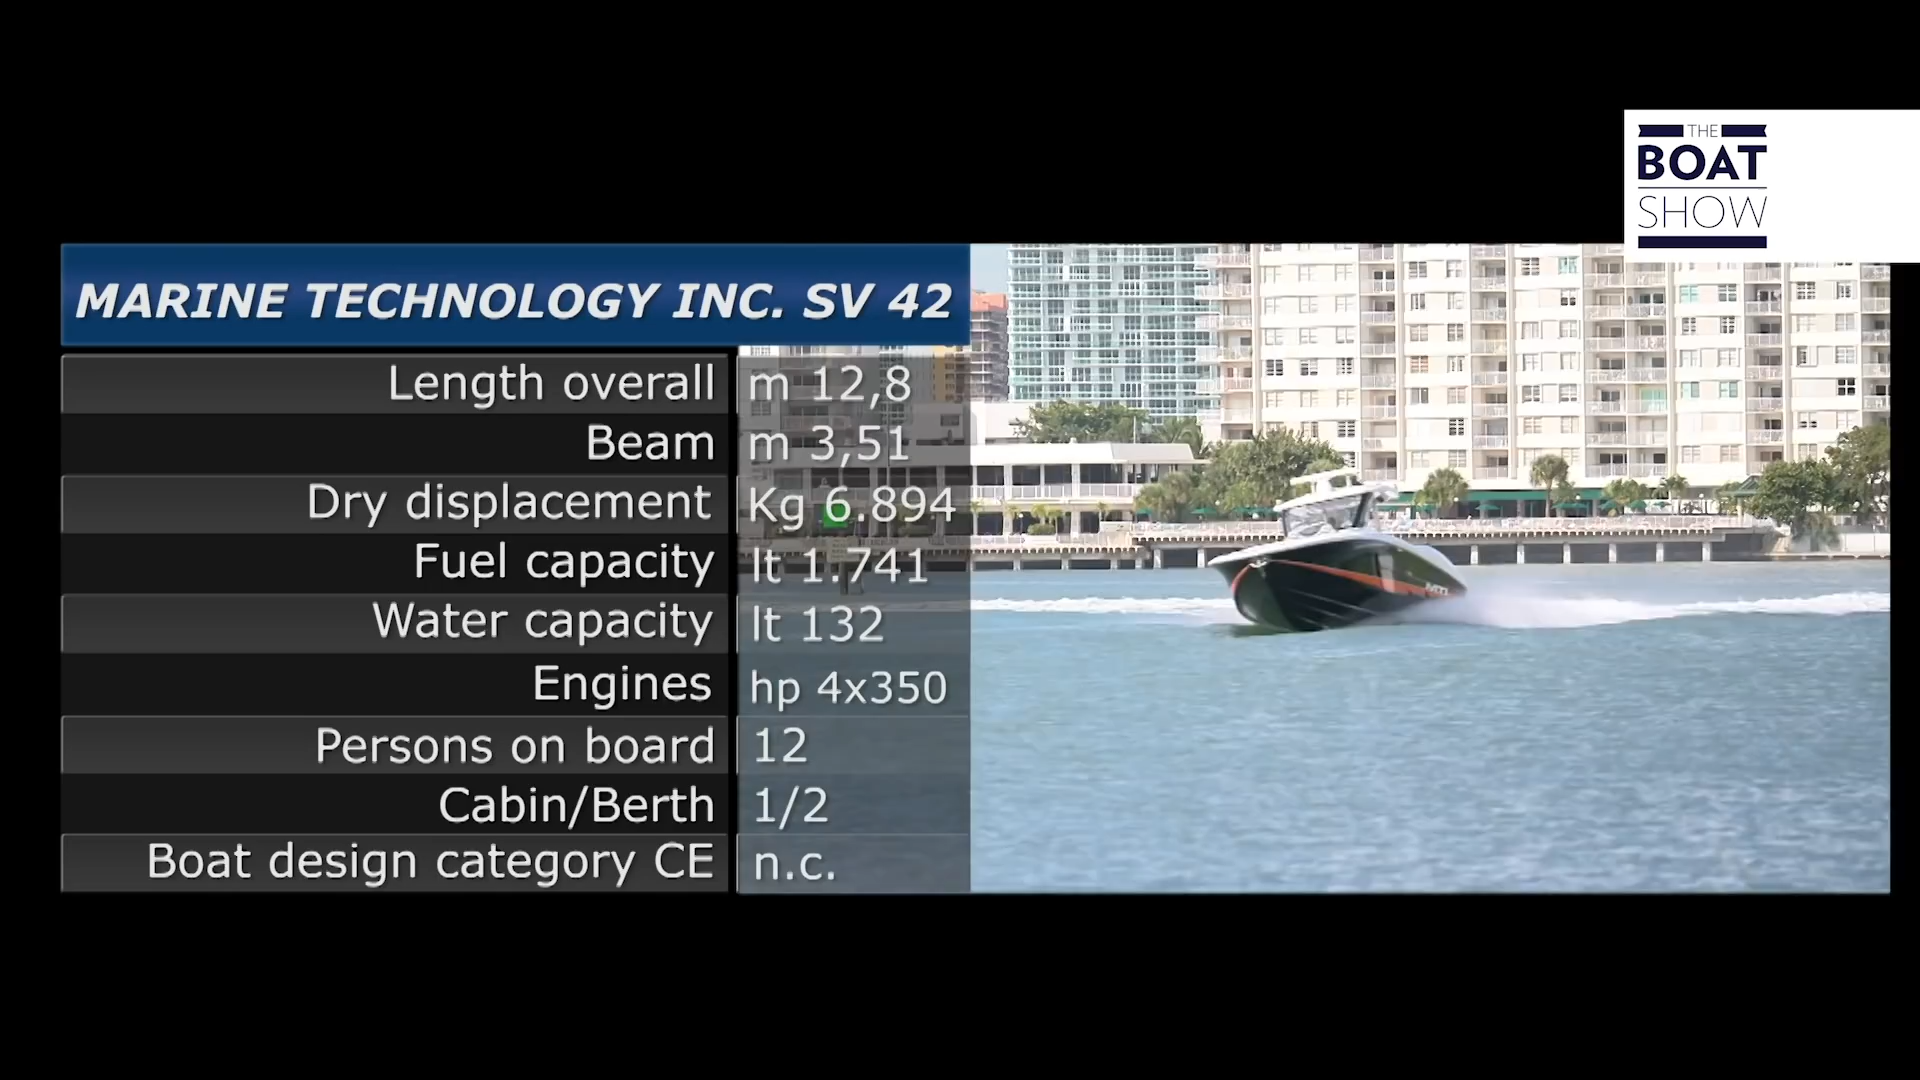 THE
BOAT
SHOW
MARINE TECHNOLOGY INC. SV 42
Length overall m 12,8
Beam m 3,51
Dry displacement Kg 6.894
Fuel capacity lt 1.741
Water capacity lt 132
Engines hp 4x350
Persons on board 12
Cabin/Berth 1/2
Boat design category CE n.c.